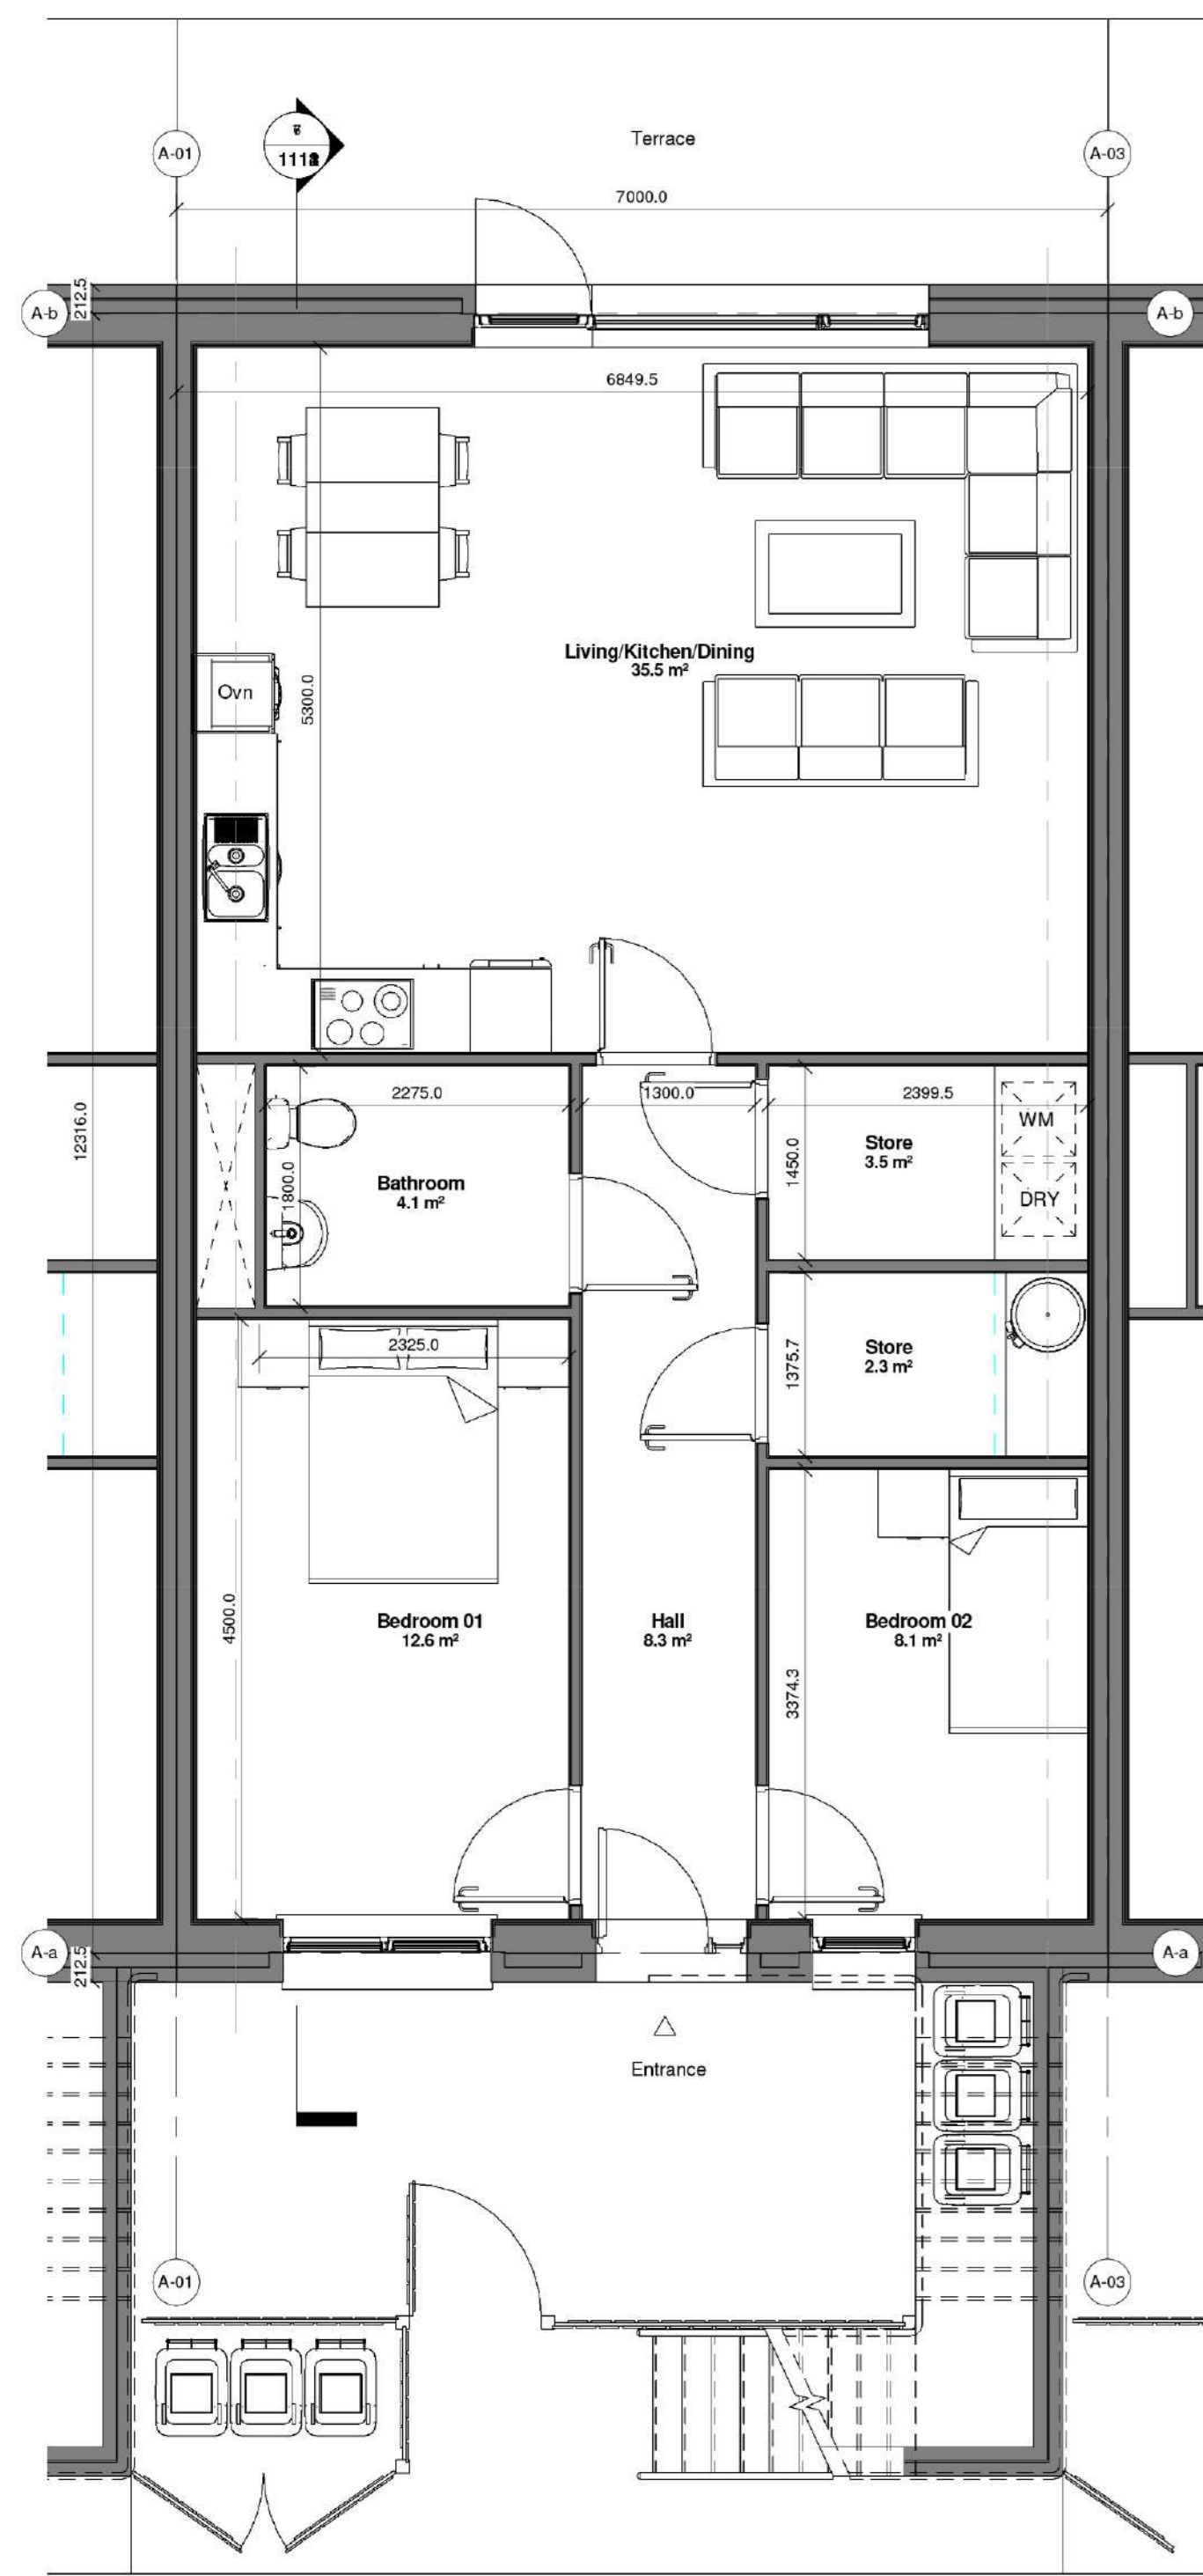 Terrace
A-01
A-03
7000.0
212.5
A-b
A-b
6849.5
Living/Kitchen/Dining
35.5 m²
Ovn
5300.0
12316.0
2275.0
1300.0
2399.5
WM
Store
3.5 m²
1450.0
Bathroom
4.1 m²
1800.0
DRY
2325.0
Store
2.3 m²
1375.7
4500.0
Bedroom 01
12.6 m²
Hall
8.3 m²
Bedroom 02
8.1 m²
3374.3
A-a
A-a
212.5
Entrance
A-01
A-03